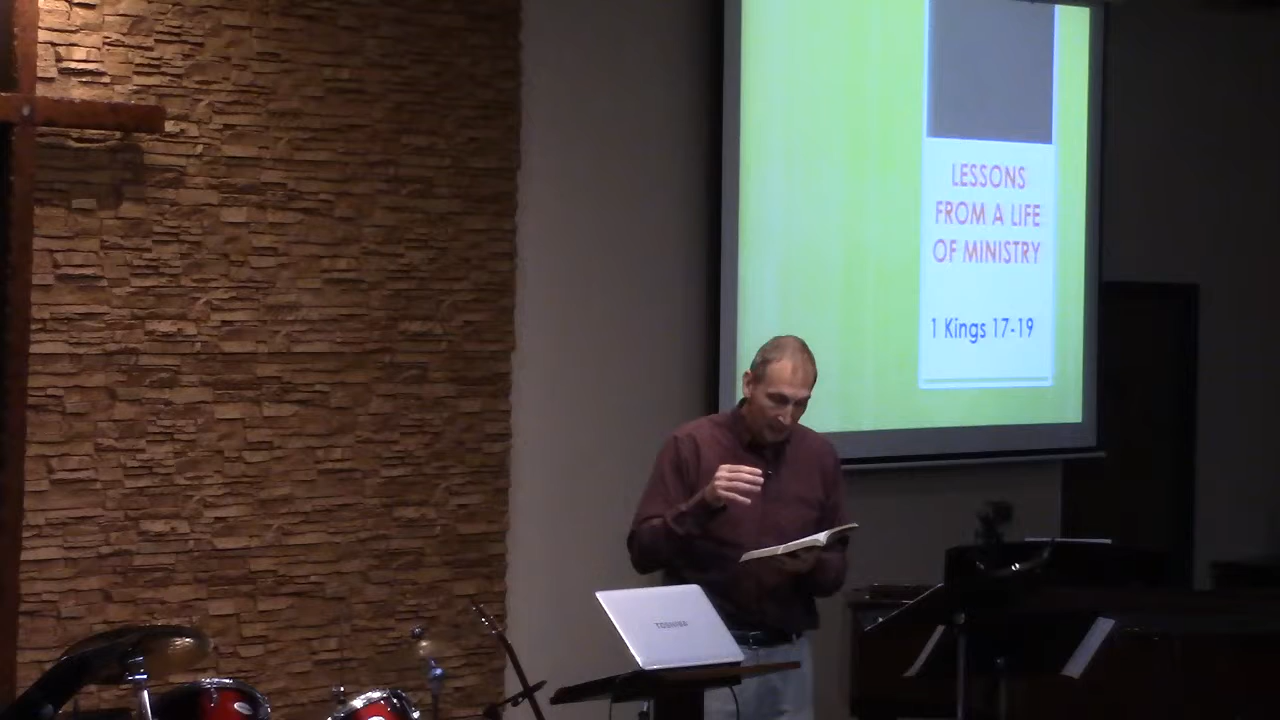 LESSONS
FROM A LIFE
OF MINISTRY
1 Kings 17-19
TOSHIBA